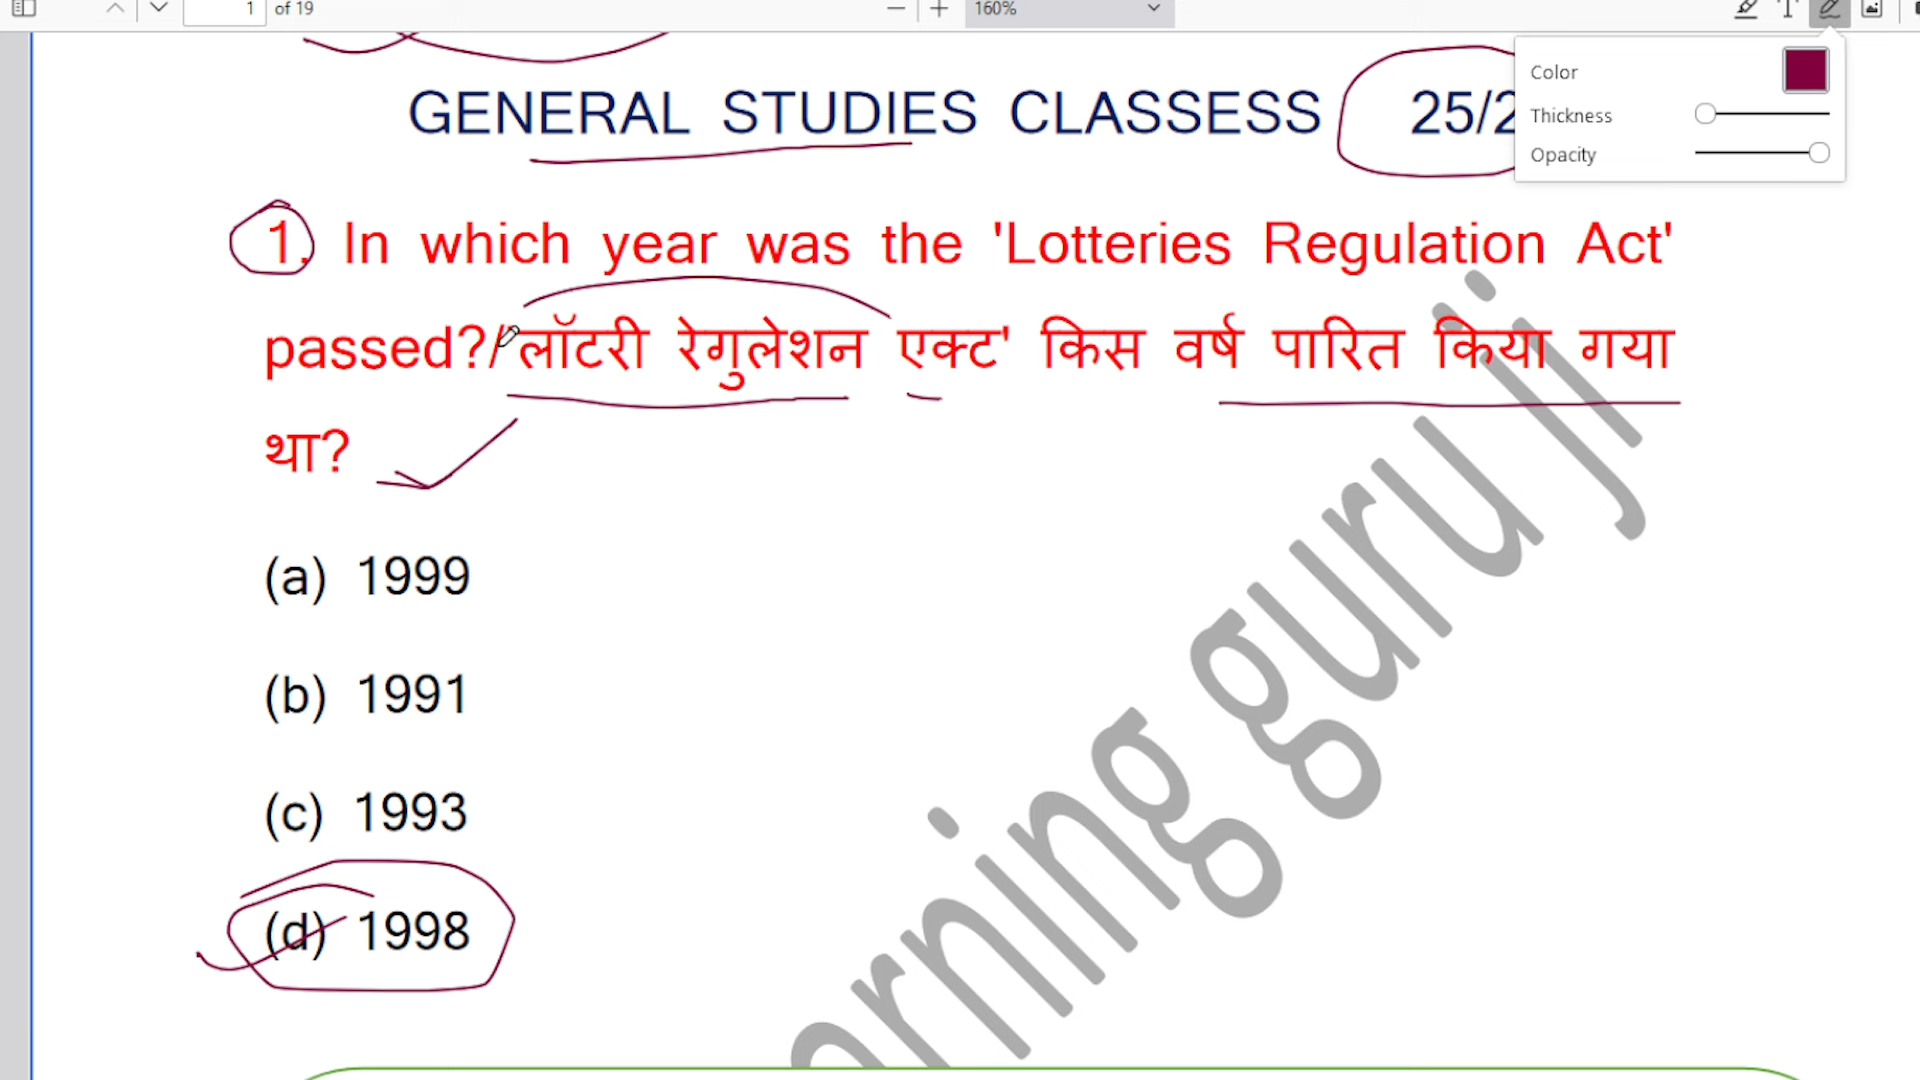 1 of 19 160%
GENERAL STUDIES CLASSESS 25/2
Color
Thickness
Opacity
1. In which year was the 'Lotteries Regulation Act'
passed?/'लॉटरी रेगुलेशन एक्ट' किस वर्ष पारित किया गया
था?
(a) 1999
(b) 1991
(c) 1993
(d) 1998
arning guru ji